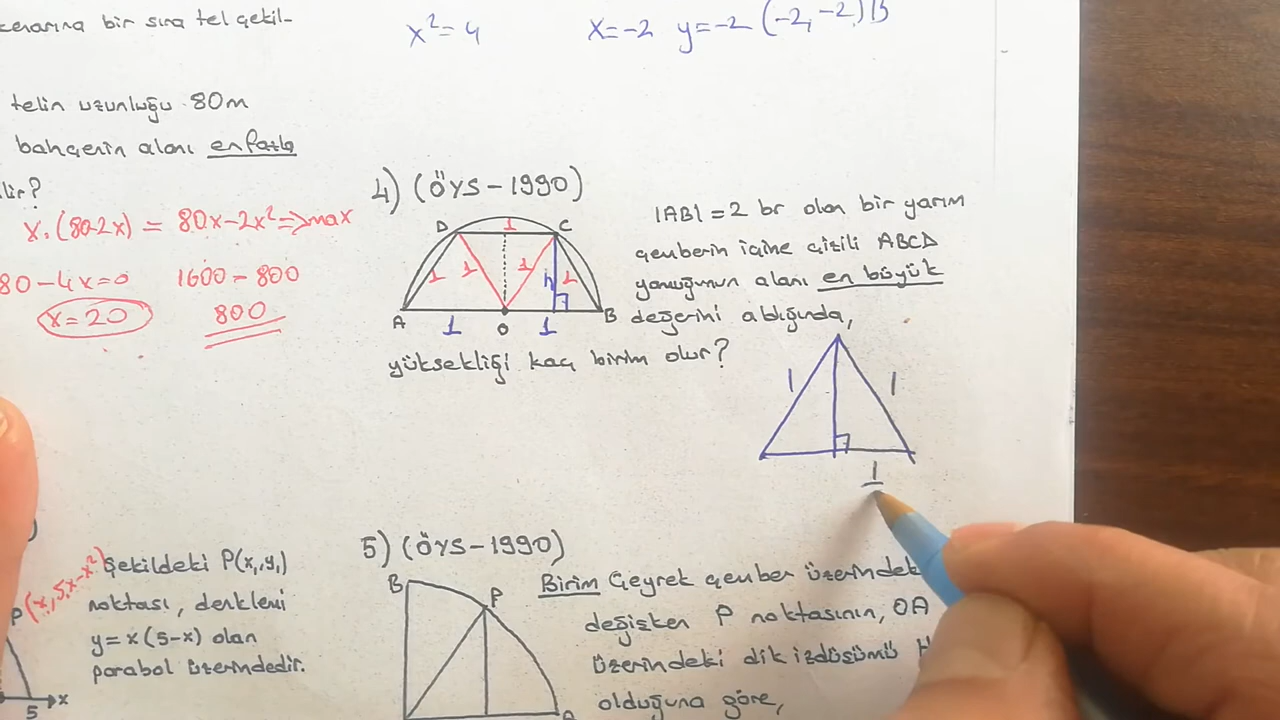 kenarına bir sıra tel çekil-
telin uzunluğu 80m
bahçenin alanı en fazla
lir?
x.(80-2x) = 80x-2x² => max
80-4x=0 1600-800
x=20 800
x²=4 x=-2 y=-2 (-2,-2) B
4) (ÖYS-1990)
D 1 C
1 1 1 h 1
A 1 O 1 B
|AB|=2 br olan bir yarım
çemberin içine çizili ABCD
yamuğunun alanı en büyük
değerini aldığında,
yüksekliği kaç birim olur?
1 1
1
P(x,5x-x²)
Şekildeki P(x,y)
noktası, denklemi
y=x(5-x) olan
parabol üzerindedir.
5 x
5) (ÖYS-1990)
B P
Birim Çeyrek çember üzerindek
değişken P noktasının, OA
üzerindeki dik izdüşümü H
olduğuna göre,